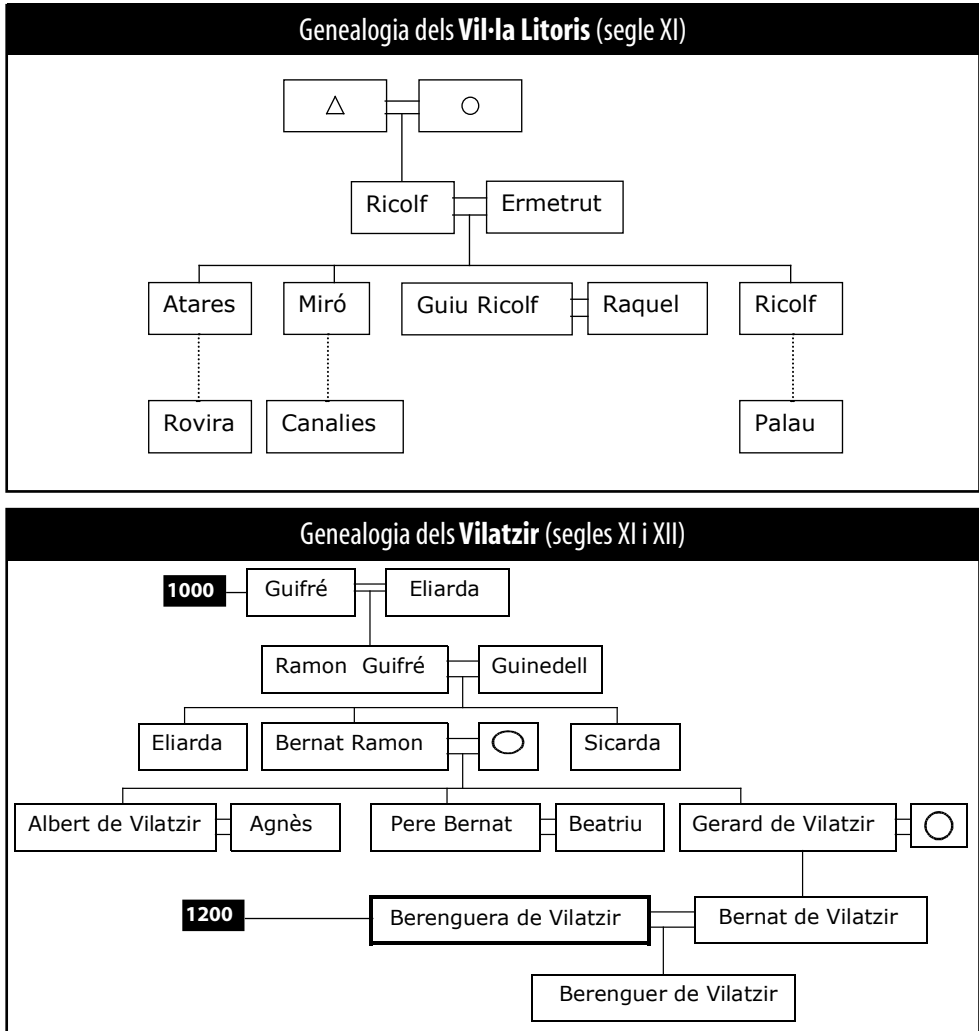 Genealogia dels Vil·la Litoris (segle XI)
Ricolf Ermetrut
Atares Miró Guiu Ricolf Raquel Ricolf
Rovira Canalies Palau
Genealogia dels Vilatzir (segles XI i XII)
1000 Guifré Eliarda
Ramon Guifré Guinedell
Eliarda Bernat Ramon Sicarda
Albert de Vilatzir Agnès Pere Bernat Beatriu Gerard de Vilatzir
1200 Berenguera de Vilatzir Bernat de Vilatzir
Berenguer de Vilatzir